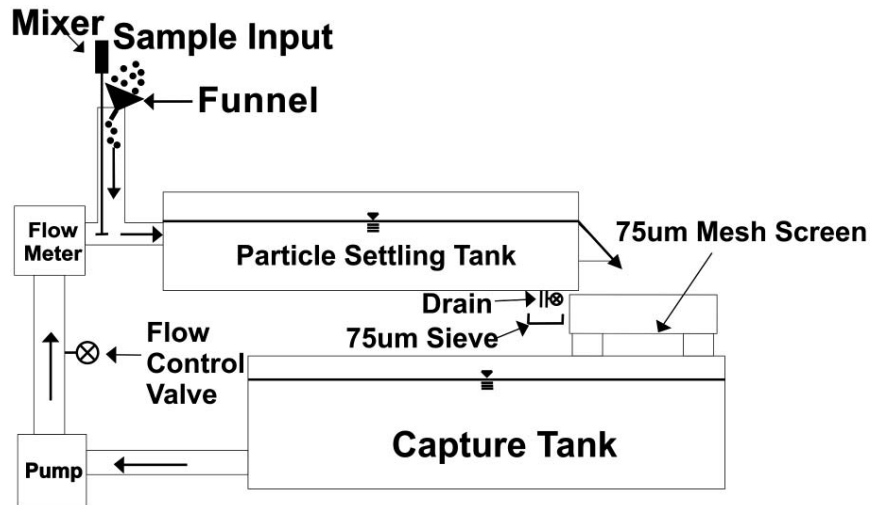 Mixer
Sample Input
Funnel
Flow
Meter
Particle Settling Tank
75um Mesh Screen
Drain
75um Sieve
Flow
Control
Valve
Capture Tank
Pump